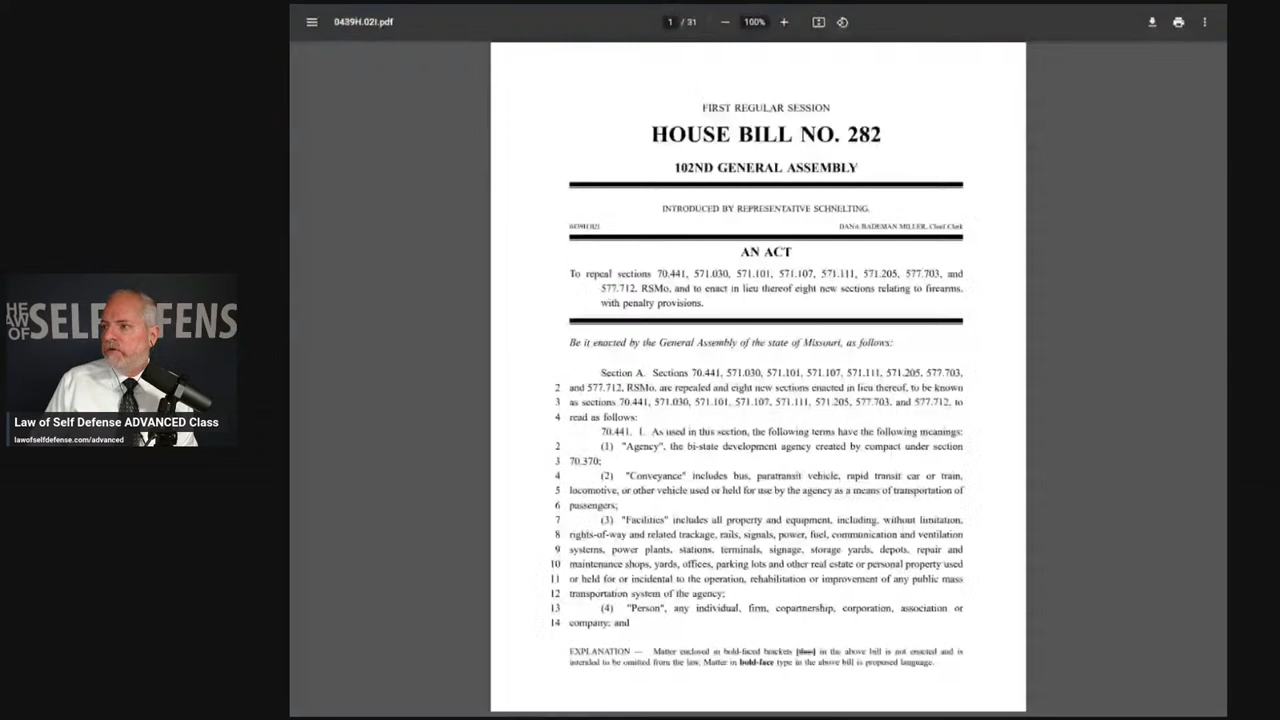 0439H.02I.pdf
1 / 31
100%
FIRST REGULAR SESSION
HOUSE BILL NO. 282
102ND GENERAL ASSEMBLY
INTRODUCED BY REPRESENTATIVE SCHNELTING.
0439H.02I
DANA RADEMAN MILLER, Chief Clerk
AN ACT
To repeal sections 70.441, 571.030, 571.101, 571.107, 571.111, 571.205, 577.703, and
577.712, RSMo, and to enact in lieu thereof eight new sections relating to firearms,
with penalty provisions.
Be it enacted by the General Assembly of the state of Missouri, as follows:
Section A. Sections 70.441, 571.030, 571.101, 571.107, 571.111, 571.205, 577.703,
2 and 577.712, RSMo, are repealed and eight new sections enacted in lieu thereof, to be known
3 as sections 70.441, 571.030, 571.101, 571.107, 571.111, 571.205, 577.703, and 577.712, to
4 read as follows:
70.441. 1. As used in this section, the following terms have the following meanings:
2 (1) "Agency", the bi-state development agency created by compact under section
3 70.370;
4 (2) "Conveyance" includes bus, paratransit vehicle, rapid transit car or train,
5 locomotive, or other vehicle used or held for use by the agency as a means of transportation of
6 passengers;
7 (3) "Facilities" includes all property and equipment, including, without limitation,
8 rights-of-way and related trackage, rails, signals, power, fuel, communication and ventilation
9 systems, power plants, stations, terminals, signage, storage yards, depots, repair and
10 maintenance shops, yards, offices, parking lots and other real estate or personal property used
11 or held for or incidental to the operation, rehabilitation or improvement of any public mass
12 transportation system of the agency;
13 (4) "Person", any individual, firm, copartnership, corporation, association or
14 company; and
EXPLANATION — Matter enclosed in bold-faced brackets [thus] in the above bill is not enacted and is
intended to be omitted from the law. Matter in bold-face type in the above bill is proposed language.
THE
LAW OF SELF DEFENS
Law of Self Defense ADVANCED Class
lawofselfdefense.com/advanced